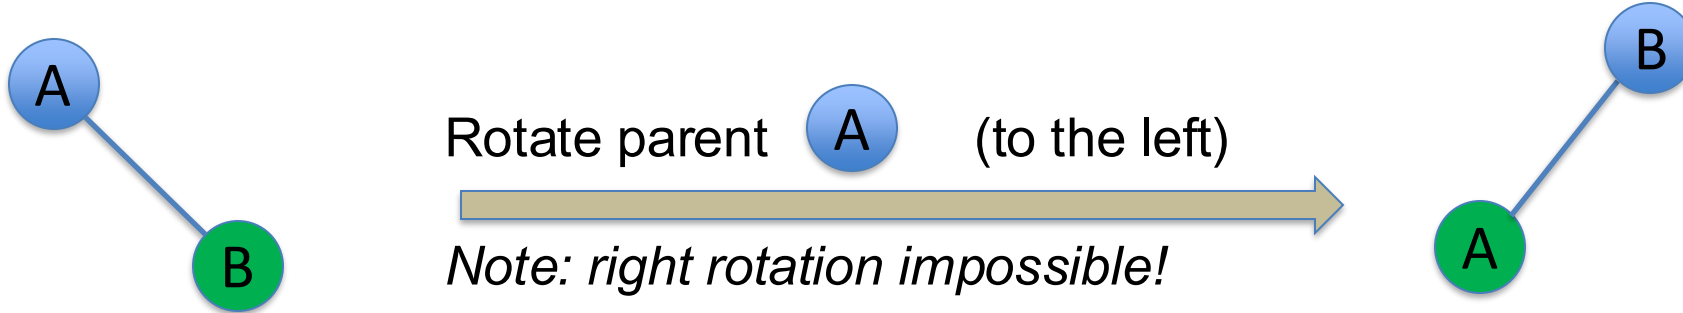 A
B
Rotate parent A (to the left)
Note: right rotation impossible!
B
A